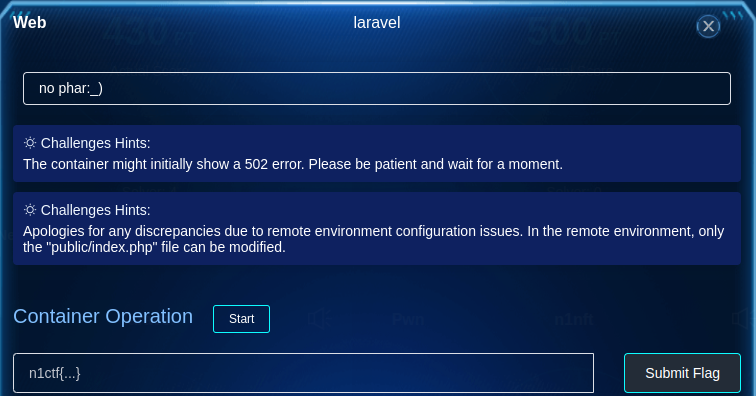 Web
laravel
no phar:_)
Challenges Hints:
The container might initially show a 502 error. Please be patient and wait for a moment.
Challenges Hints:
Apologies for any discrepancies due to remote environment configuration issues. In the remote environment, only
the "public/index.php" file can be modified.
Container Operation
Start
n1ctf{...}
Submit Flag